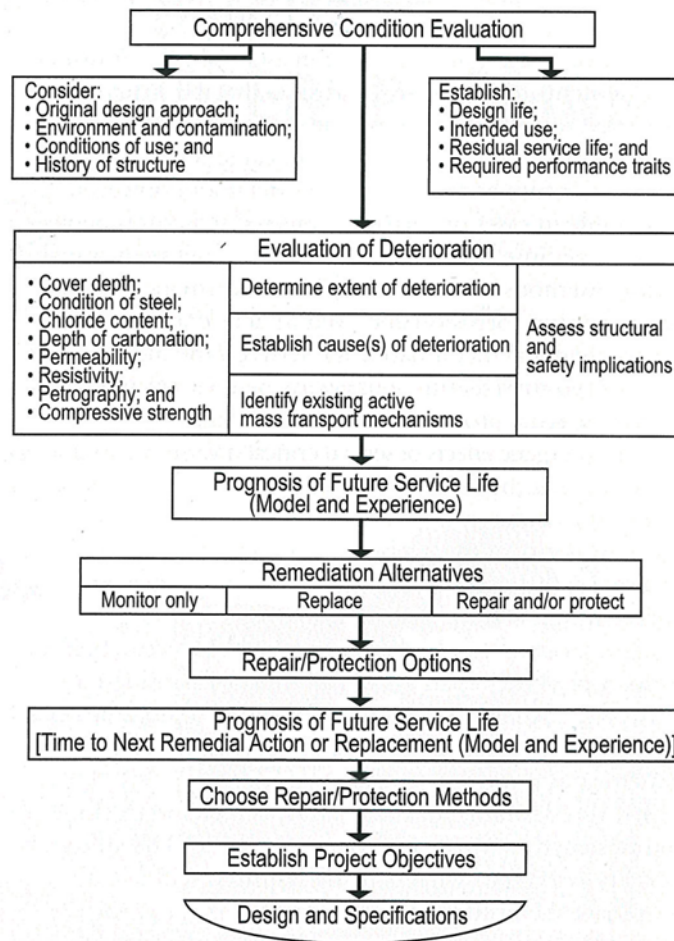 Comprehensive Condition Evaluation
Consider:
• Original design approach;
• Environment and contamination;
• Conditions of use; and
• History of structure
Establish:
• Design life;
• Intended use;
• Residual service life; and
• Required performance traits
Evaluation of Deterioration
• Cover depth;
• Condition of steel;
• Chloride content;
• Depth of carbonation;
• Permeability;
• Resistivity;
• Petrography; and
• Compressive strength
Determine extent of deterioration
Establish cause(s) of deterioration
Identify existing active
mass transport mechanisms
Assess structural
and
safety implications
Prognosis of Future Service Life
(Model and Experience)
Remediation Alternatives
Monitor only
Replace
Repair and/or protect
Repair/Protection Options
Prognosis of Future Service Life
[Time to Next Remedial Action or Replacement (Model and Experience)]
Choose Repair/Protection Methods
Establish Project Objectives
Design and Specifications